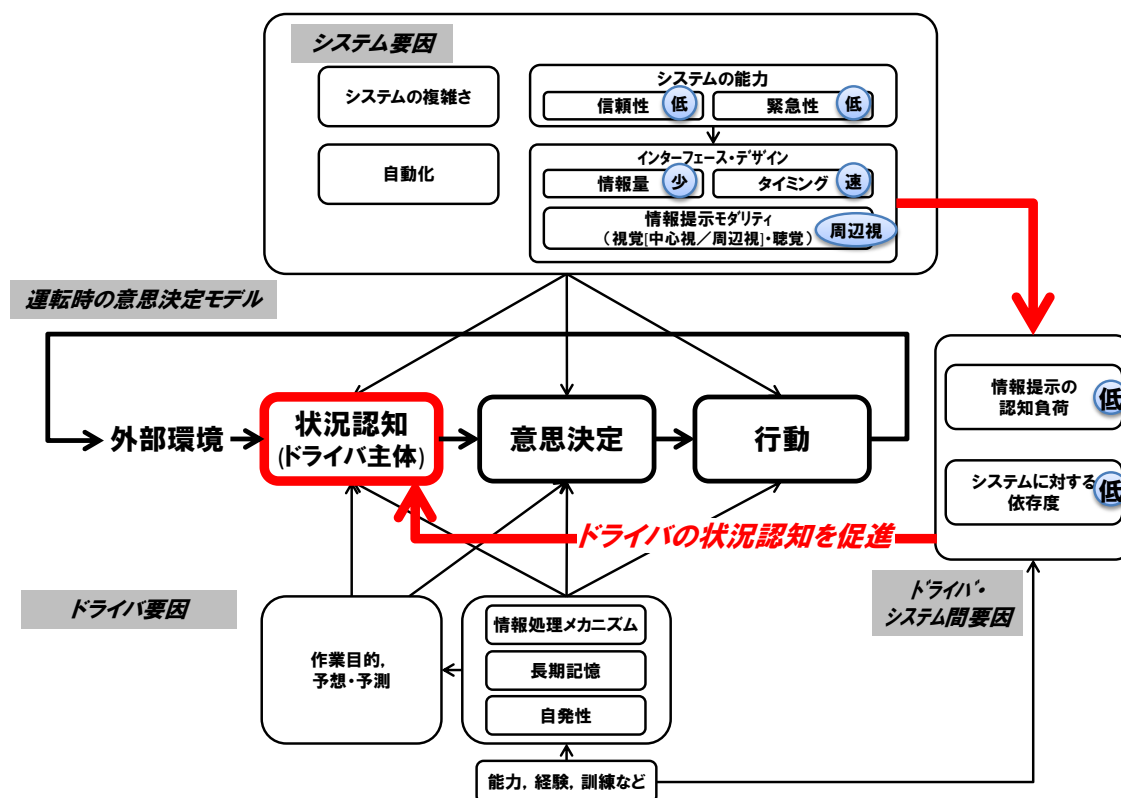 システム要因
システムの複雑さ
自動化
システムの能力
信頼性 低
緊急性 低
インターフェース・デザイン
情報量 少
タイミング 速
情報提示モダリティ
(視覚[中心視/周辺視]・聴覚)
周辺視
運転時の意思決定モデル
外部環境
状況認知
(ドライバ主体)
意思決定
行動
情報提示の
認知負荷
低
システムに対する
依存度
低
ドライバの状況認知を促進
ドライバ・
システム間要因
ドライバ要因
作業目的,
予想・予測
情報処理メカニズム
長期記憶
自発性
能力, 経験, 訓練など